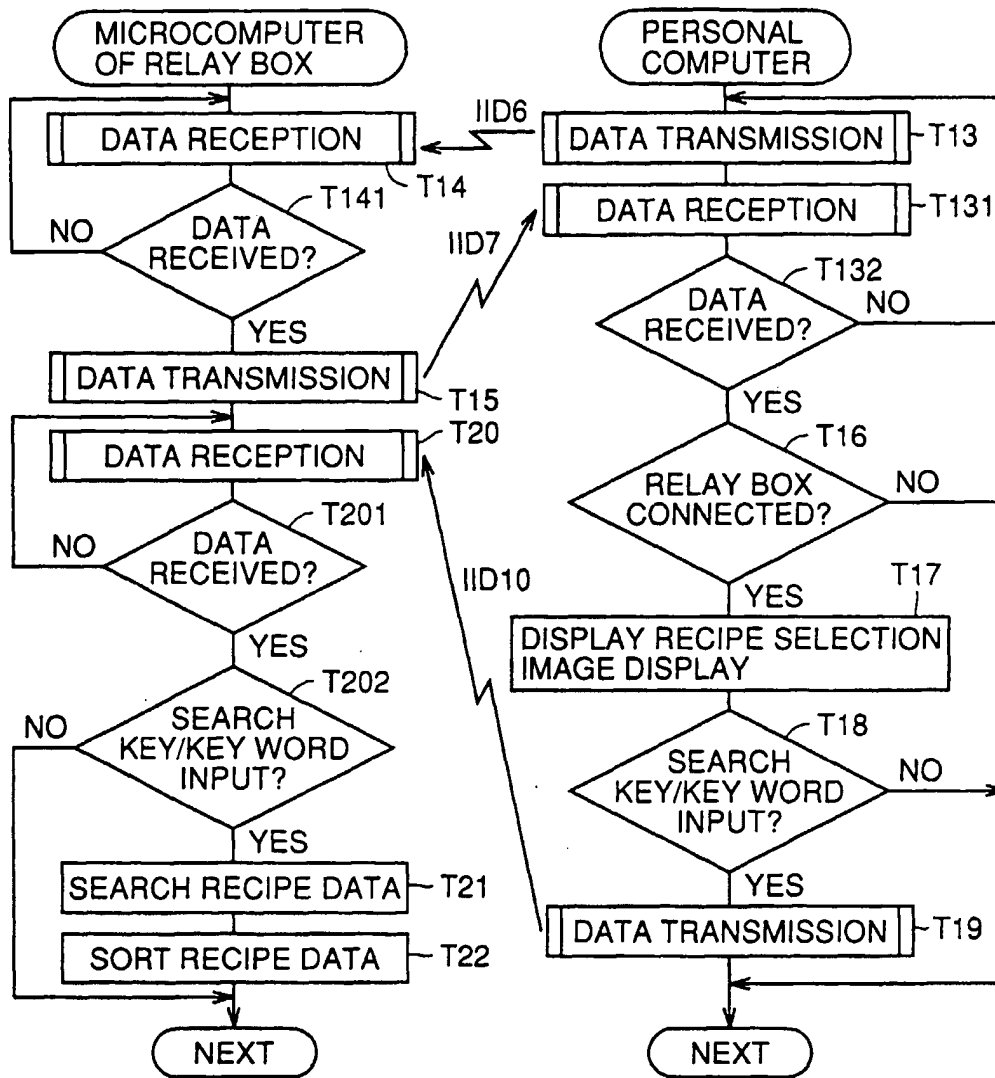 MICROCOMPUTER
OF RELAY BOX
DATA RECEPTION
T14
T141
NO
DATA
RECEIVED?
YES
DATA TRANSMISSION
T15
T20
DATA RECEPTION
T201
NO
DATA
RECEIVED?
YES
T202
NO
SEARCH
KEY/KEY WORD
INPUT?
YES
SEARCH RECIPE DATA
T21
SORT RECIPE DATA
T22
NEXT
IID6
IID7
IID10
PERSONAL
COMPUTER
DATA TRANSMISSION
T13
DATA RECEPTION
T131
T132
DATA
RECEIVED?
NO
YES
T16
RELAY BOX
CONNECTED?
NO
YES
T17
DISPLAY RECIPE SELECTION
IMAGE DISPLAY
T18
SEARCH
KEY/KEY WORD
INPUT?
NO
YES
DATA TRANSMISSION
T19
NEXT